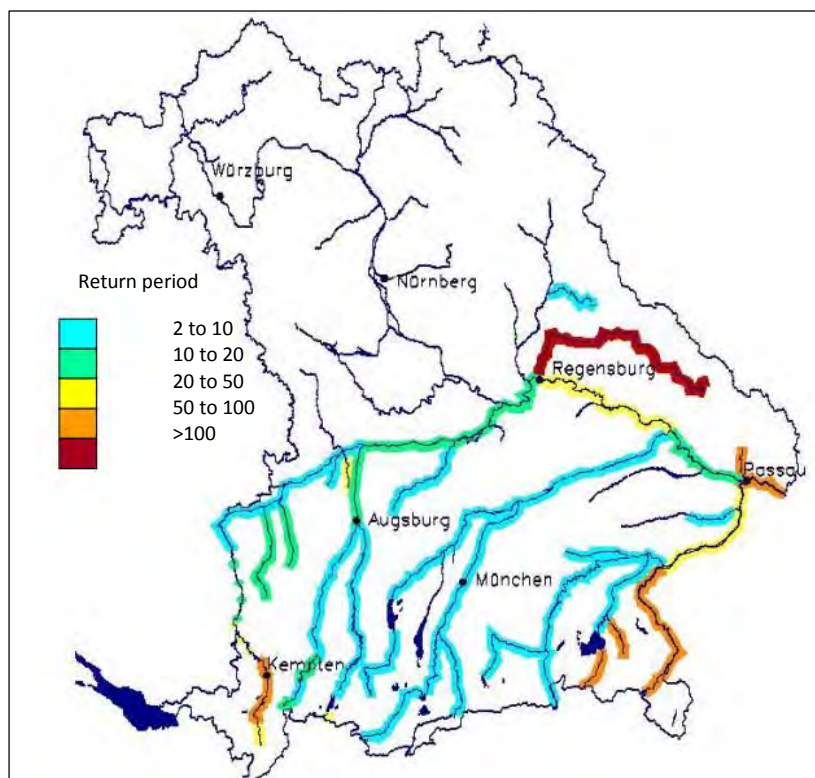 Würzburg
Return period
Nürnberg
2 to 10
10 to 20
20 to 50
50 to 100
>100
Regensburg
Passau
Augsburg
München
Kempten